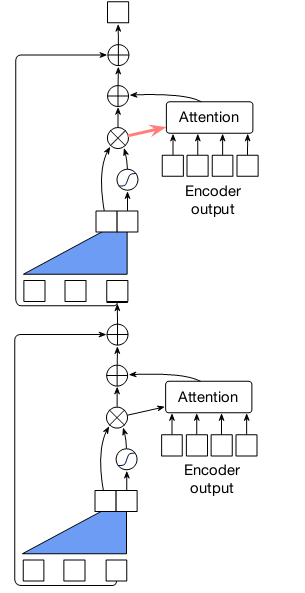 Attention
Encoder
output
Attention
Encoder
output